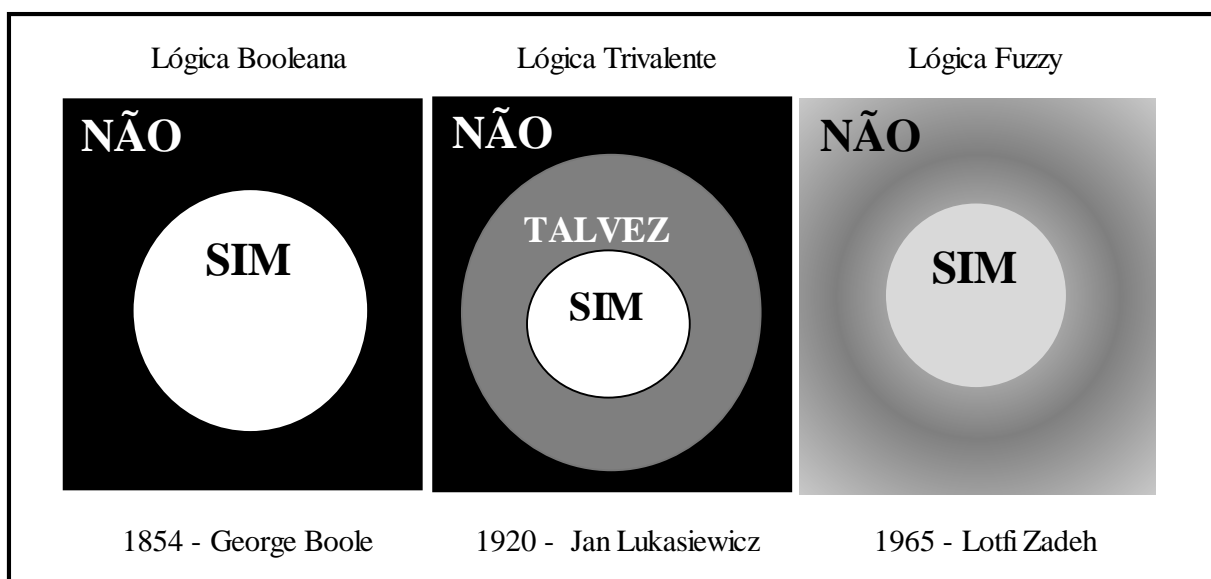 Lógica Booleana
NÃO
SIM
1854 - George Boole
Lógica Trivalente
NÃO
TALVEZ
SIM
1920 - Jan Lukasiewicz
Lógica Fuzzy
NÃO
SIM
1965 - Lotfi Zadeh